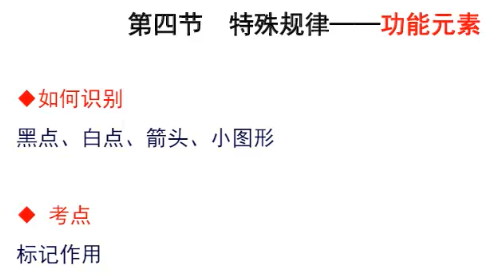 第四节 特殊规律——功能元素
◆如何识别
黑点、白点、箭头、小图形
◆ 考点
标记作用